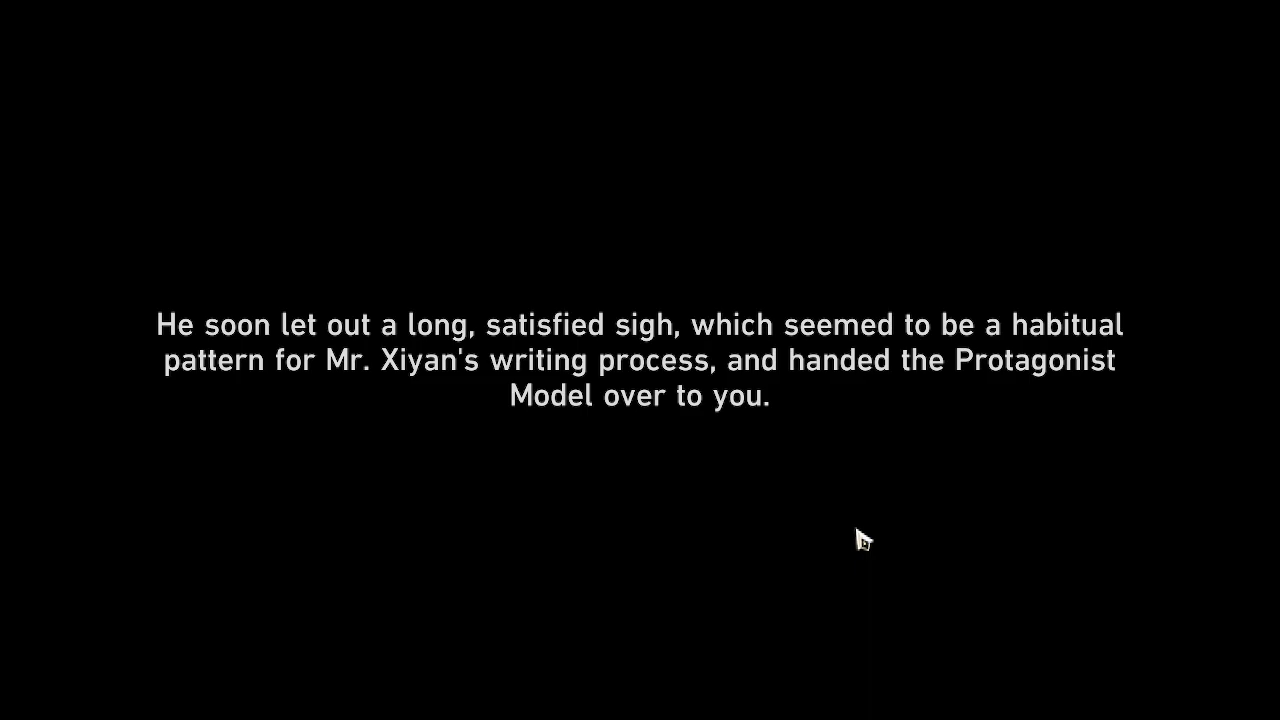 He soon let out a long, satisfied sigh, which seemed to be a habitual
pattern for Mr. Xiyan's writing process, and handed the Protagonist
Model over to you.